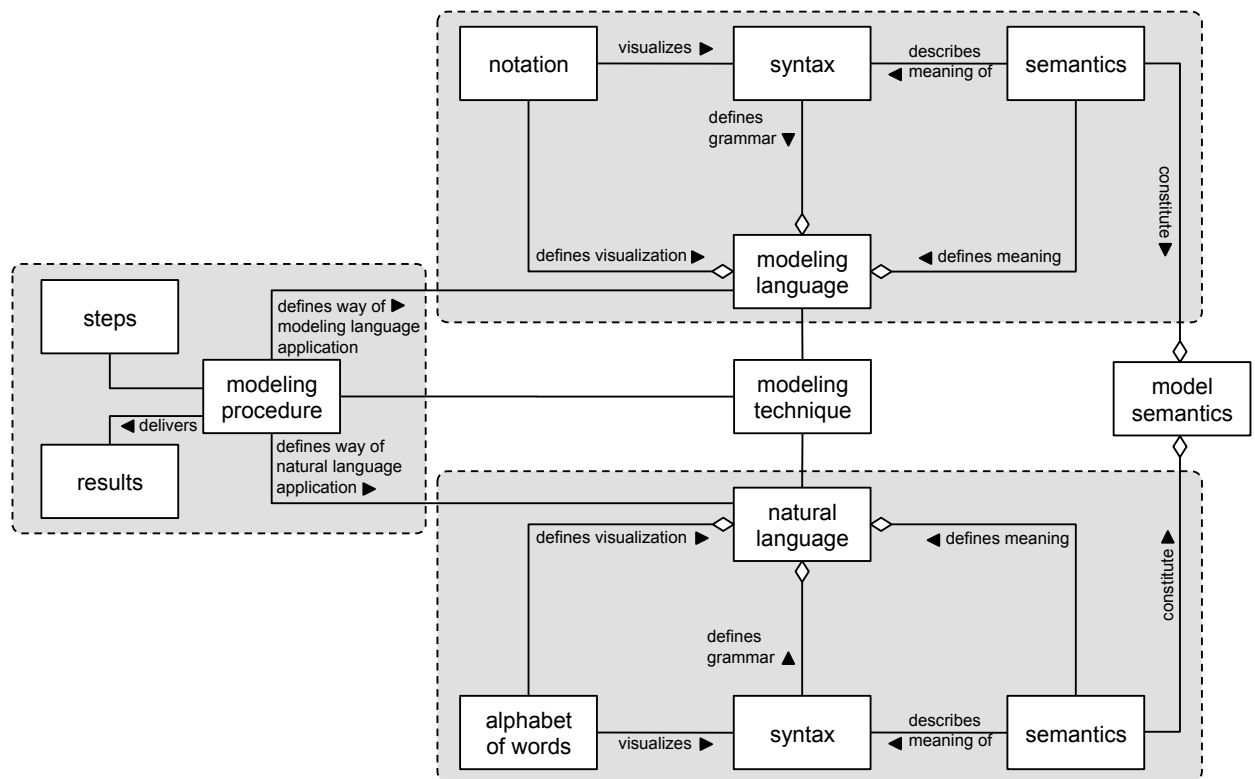 visualizes ►
describes
◄ meaning of
notation
syntax
semantics
defines
grammar ▼
constitute ►
defines visualization ►
modeling
language
◄ defines meaning
steps
defines way of ►
modeling language
application
modeling
procedure
modeling
technique
model
semantics
◄ delivers
results
defines way of
natural language
application ►
natural
language
defines visualization ►
◄ defines meaning
constitute ►
defines
grammar ▲
alphabet
of words
visualizes ►
syntax
describes
◄ meaning of
semantics